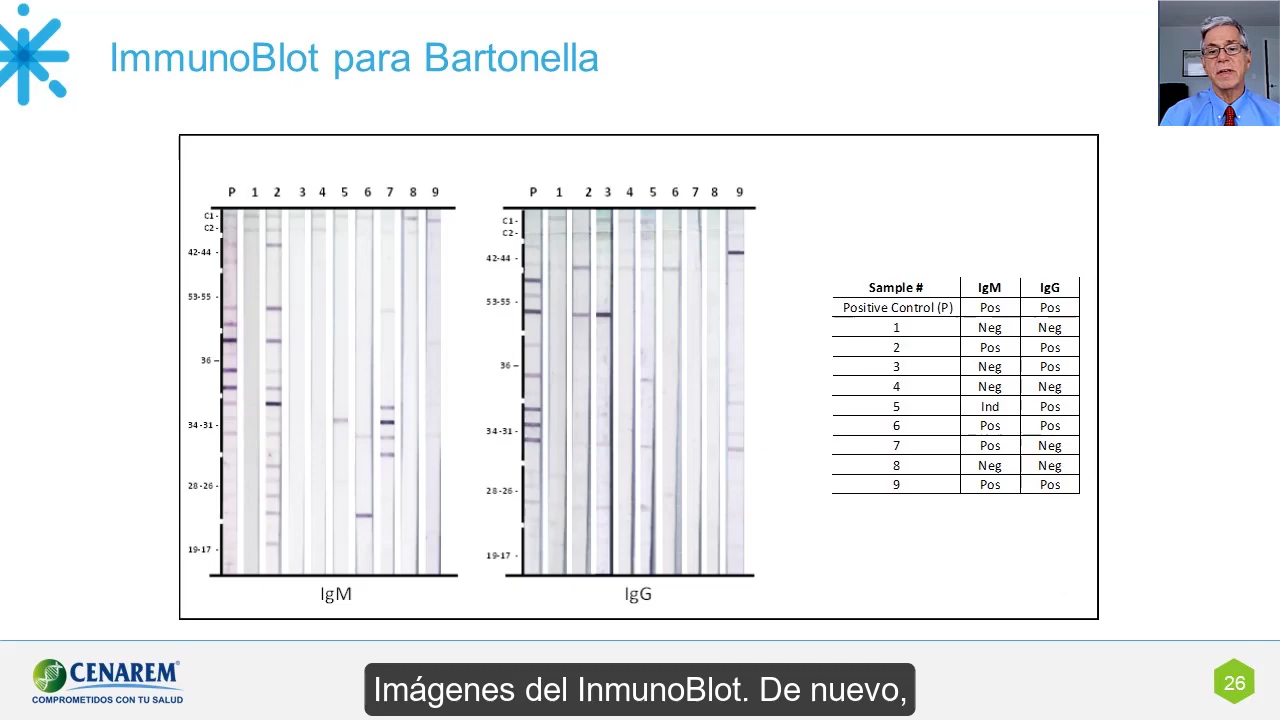 ImmunoBlot para Bartonella
P 1 2 3 4 5 6 7 8 9
C1 -
C2 -
42-44 -
53-55 -
36 -
34-31 -
28-26 -
19-17 -
IgM
P 1 2 3 4 5 6 7 8 9
C1 -
C2 -
42-44 -
53-55 -
36 -
34-31 -
28-26 -
19-17 -
IgG
Sample # IgM IgG
Positive Control (P) Pos Pos
1 Neg Neg
2 Pos Pos
3 Neg Pos
4 Neg Neg
5 Ind Pos
6 Pos Pos
7 Pos Neg
8 Neg Neg
9 Pos Pos
CENAREM®
COMPROMETIDOS CON TU SALUD
Imágenes del InmunoBlot. De nuevo,
26